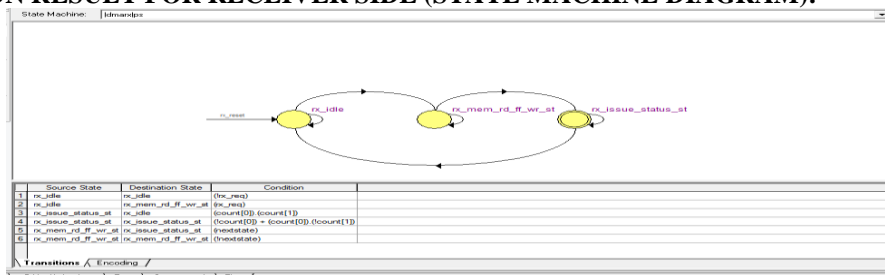 ON RESULT FOR RECEIVER SIDE (STATE MACHINE DIAGRAM):
State Machine: |dmarxlps
rx_reset
rx_idle
rx_mem_rd_ff_wr_st
rx_issue_status_st
Source State Destination State Condition
1 rx_idle rx_idle (!rx_req)
2 rx_idle rx_mem_rd_ff_wr_st (rx_req)
3 rx_issue_status_st rx_idle (count[0]).(count[1])
4 rx_issue_status_st rx_issue_status_st (!count[0]) + (count[0]).(!count[1])
5 rx_mem_rd_ff_wr_st rx_issue_status_st (nextstate)
6 rx_mem_rd_ff_wr_st rx_mem_rd_ff_wr_st (!nextstate)
Transitions / Encoding /